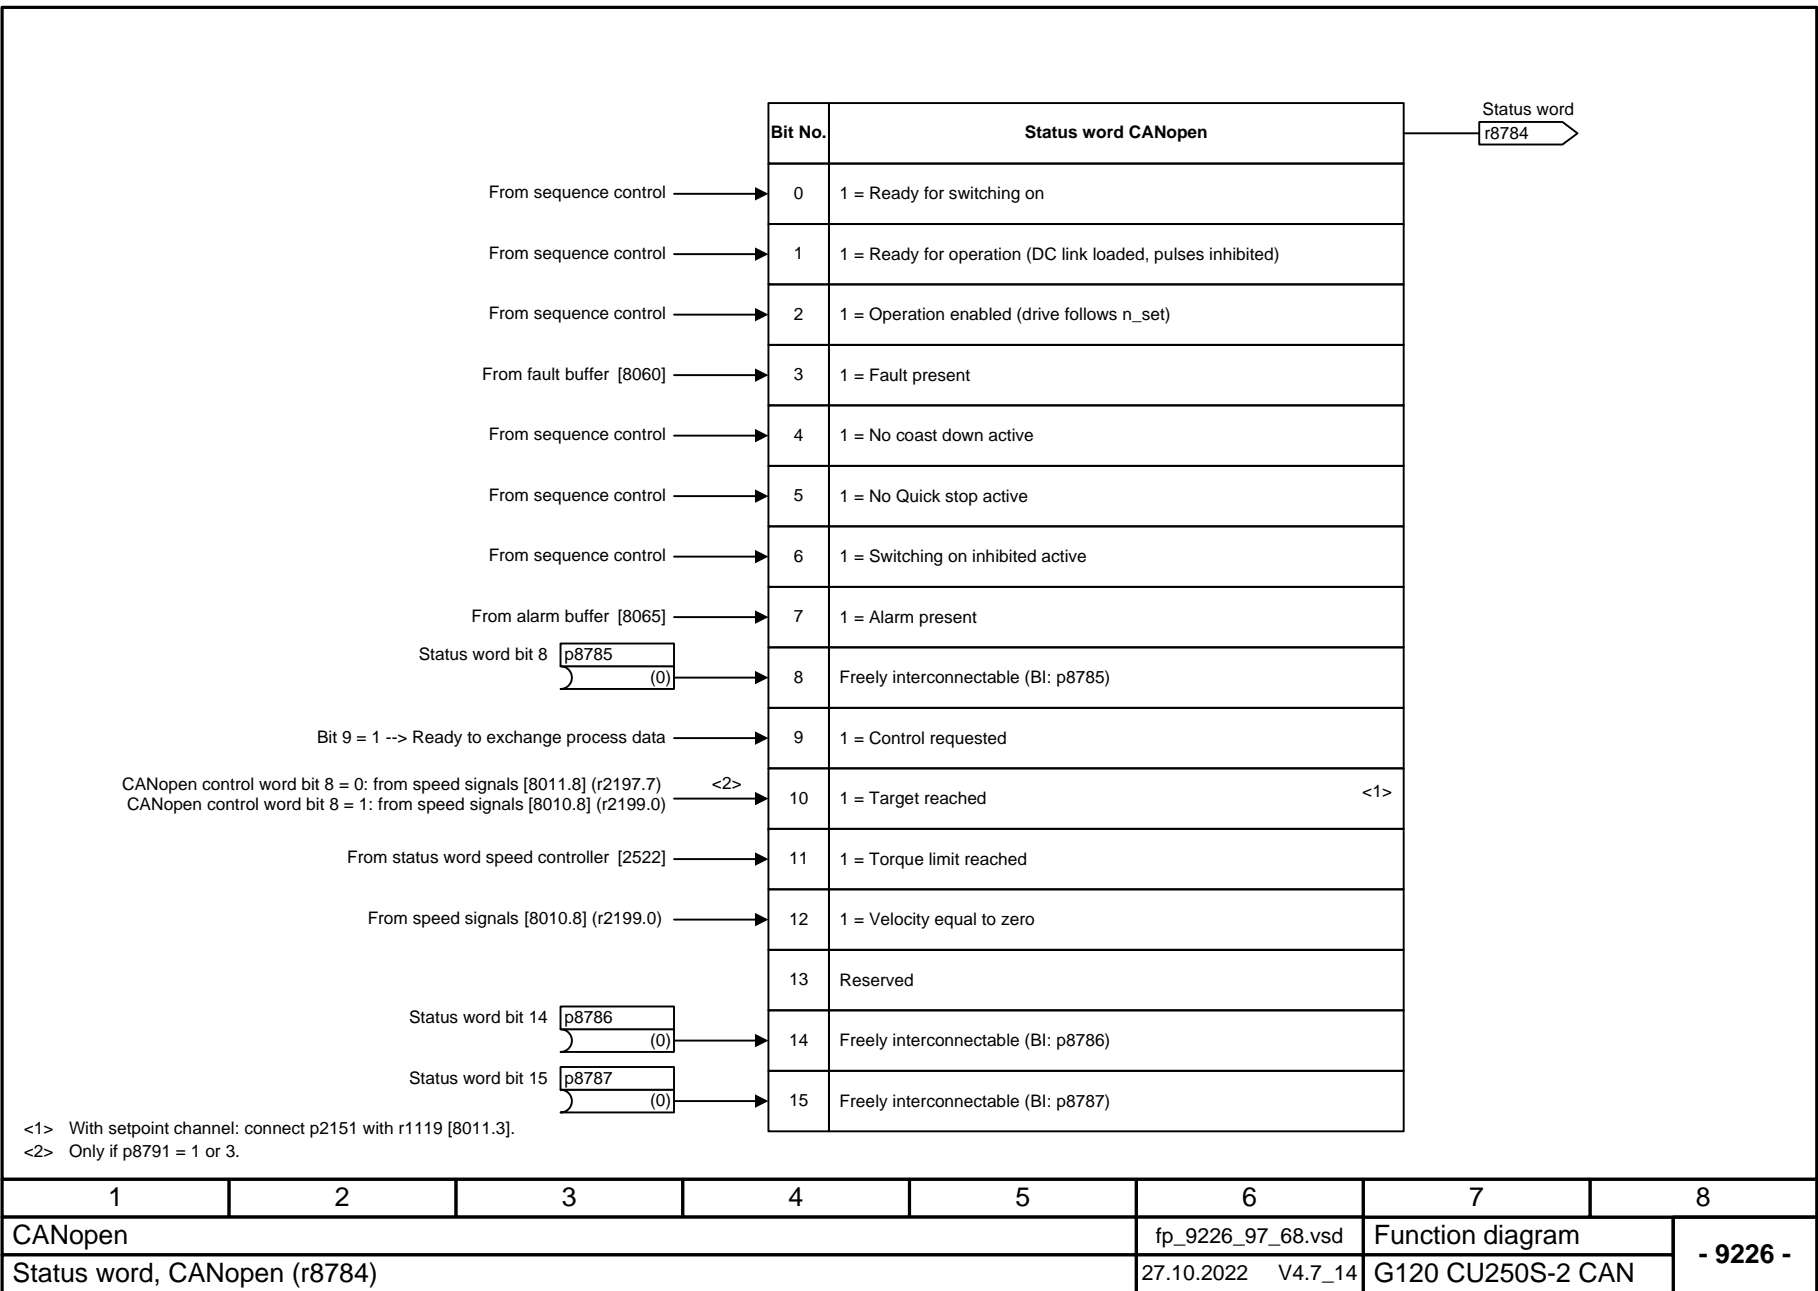 Status word
r8784
Bit No. Status word CANopen
From sequence control 0 1 = Ready for switching on
From sequence control 1 1 = Ready for operation (DC link loaded, pulses inhibited)
From sequence control 2 1 = Operation enabled (drive follows n_set)
From fault buffer [8060] 3 1 = Fault present
From sequence control 4 1 = No coast down active
From sequence control 5 1 = No Quick stop active
From sequence control 6 1 = Switching on inhibited active
From alarm buffer [8065] 7 1 = Alarm present
Status word bit 8 p8785
(0) 8 Freely interconnectable (BI: p8785)
Bit 9 = 1 --> Ready to exchange process data 9 1 = Control requested
CANopen control word bit 8 = 0: from speed signals [8011.8] (r2197.7) <2>
CANopen control word bit 8 = 1: from speed signals [8010.8] (r2199.0) 10 1 = Target reached <1>
From status word speed controller [2522] 11 1 = Torque limit reached
From speed signals [8010.8] (r2199.0) 12 1 = Velocity equal to zero
13 Reserved
Status word bit 14 p8786
(0) 14 Freely interconnectable (BI: p8786)
Status word bit 15 p8787
(0) 15 Freely interconnectable (BI: p8787)
<1> With setpoint channel: connect p2151 with r1119 [8011.3].
<2> Only if p8791 = 1 or 3.
1 2 3 4 5 6 7 8
CANopen fp_9226_97_68.vsd Function diagram
- 9226 -
Status word, CANopen (r8784) 27.10.2022 V4.7_14 G120 CU250S-2 CAN